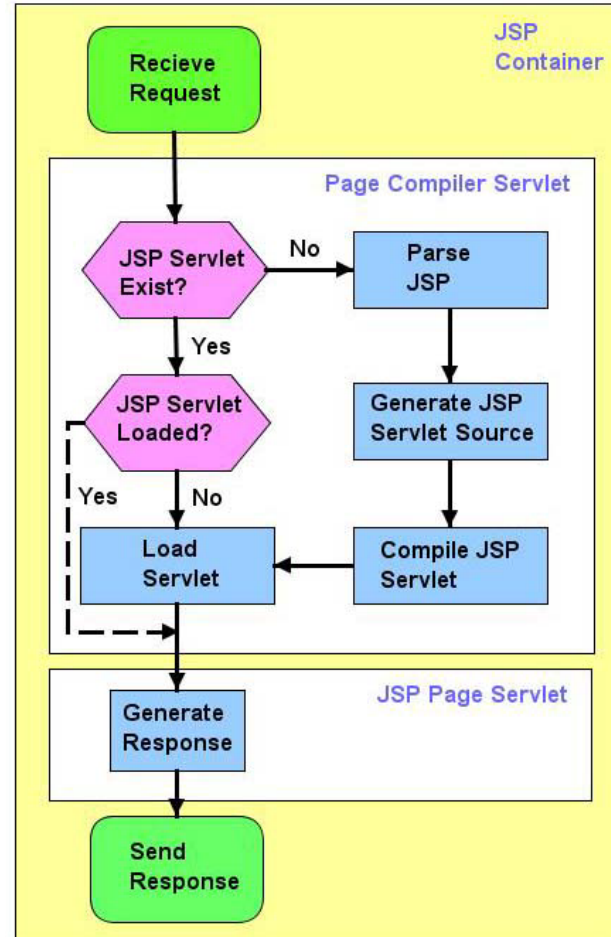 JSP
Container
Recieve
Request
Page Compiler Servlet
JSP Servlet
Exist?
No
Parse
JSP
Yes
JSP Servlet
Loaded?
Generate JSP
Servlet Source
Yes
No
Load
Servlet
Compile JSP
Servlet
JSP Page Servlet
Generate
Response
Send
Response